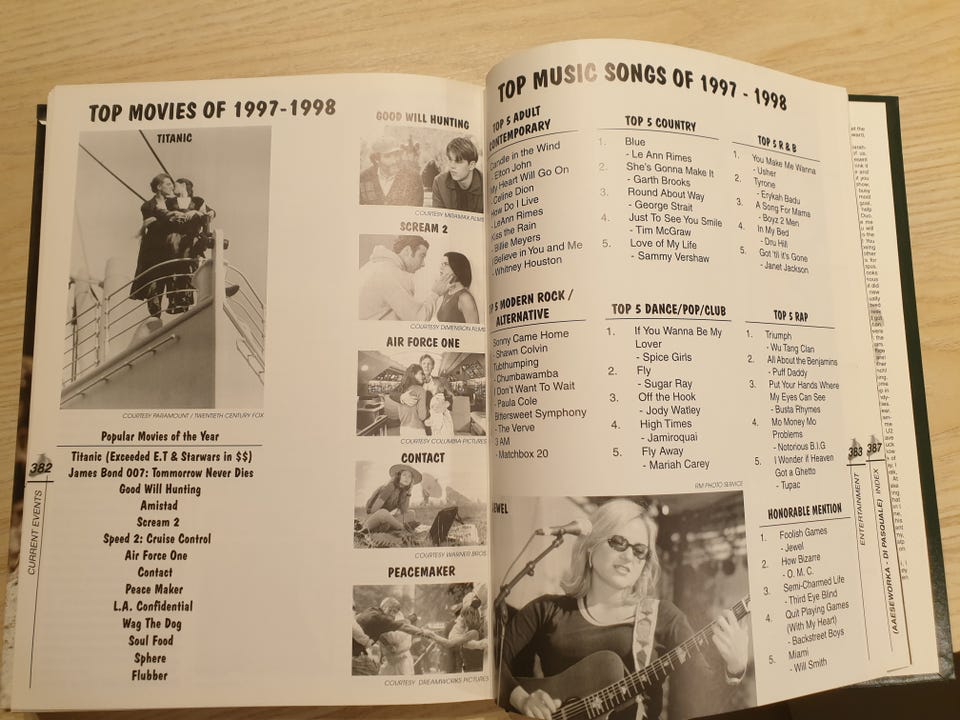 TOP MOVIES OF 1997-1998
TITANIC
COURTESY PARAMOUNT / TWENTIETH CENTURY FOX
Popular Movies of the Year
Titanic (Exceeded E.T & Starwars in $$)
James Bond 007: Tommorrow Never Dies
Good Will Hunting
Amistad
Scream 2
Speed 2: Cruise Control
Air Force One
Contact
Peace Maker
L.A. Confidential
Wag The Dog
Soul Food
Sphere
Flubber
382
CURRENT EVENTS
GOOD WILL HUNTING
COURTESY MIRAMAX FILMS
SCREAM 2
COURTESY DIMENSION FILMS
AIR FORCE ONE
COURTESY COLUMBIA PICTURES
CONTACT
COURTESY WARNER BROS
PEACEMAKER
COURTESY DREAMWORKS PICTURES
TOP MUSIC SONGS OF 1997 - 1998
TOP 5 ADULT
CONTEMPORARY
Candle in the Wind
- Elton John
My Heart Will Go On
- Celine Dion
How Do I Live
- LeAnn Rimes
Kiss the Rain
- Billie Meyers
I Believe in You and Me
- Whitney Houston
TOP 5 COUNTRY
1. Blue
- Le Ann Rimes
2. She's Gonna Make It
- Garth Brooks
3. Round About Way
- George Strait
4. Just To See You Smile
- Tim McGraw
5. Love of My Life
- Sammy Vershaw
TOP 5 R & B
1. You Make Me Wanna
- Usher
2. Tyrone
- Erykah Badu
3. A Song For Mama
- Boyz 2 Men
4. In My Bed
- Dru Hill
5. Got 'til it's Gone
- Janet Jackson
5 MODERN ROCK /
ALTERNATIVE
Sonny Came Home
- Shawn Colvin
Tubthumping
- Chumbawamba
I Don't Want To Wait
- Paula Cole
Bittersweet Symphony
- The Verve
3 AM
- Matchbox 20
TOP 5 DANCE/POP/CLUB
1. If You Wanna Be My
Lover
- Spice Girls
2. Fly
- Sugar Ray
3. Off the Hook
- Jody Watley
4. High Times
- Jamiroquai
5. Fly Away
- Mariah Carey
RM PHOTO SERVICE
TOP 5 RAP
1. Triumph
- Wu Tang Clan
2. All About the Benjamins
- Puff Daddy
3. Put Your Hands Where
My Eyes Can See
- Busta Rhymes
4. Mo Money Mo
Problems
- Notorious B.I.G
5. I Wonder if Heaven
Got a Ghetto
- Tupac
JEWEL
HONORABLE MENTION
1. Foolish Games
- Jewel
2. How Bizarre
- O. M. C.
3. Semi-Charmed Life
- Third Eye Blind
4. Quit Playing Games
(With My Heart)
- Backstreet Boys
5. Miami
- Will Smith
383
ENTERTAINMENT
387
(AAESEWORKA - DI PASQUALE) INDEX